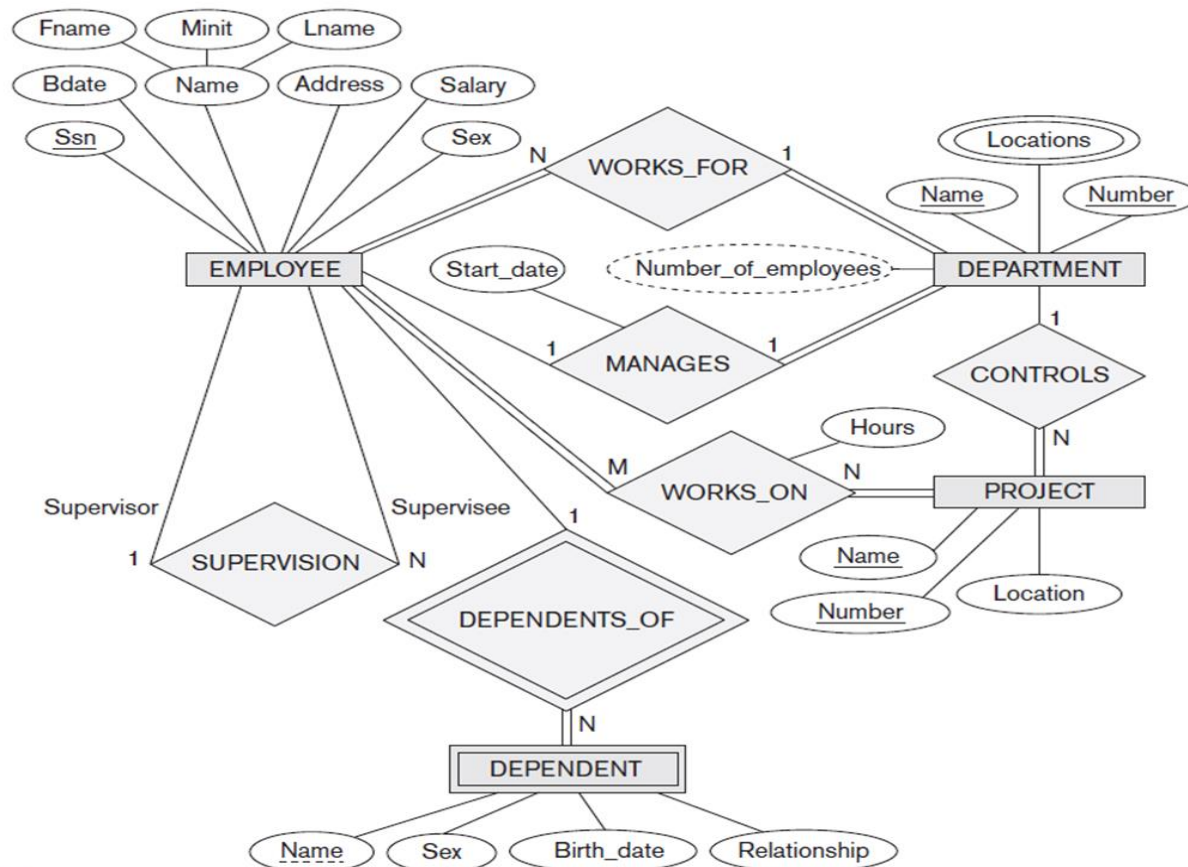 Fname Minit Lname
Bdate Name Address Salary
Ssn Sex
N WORKS_FOR 1
Locations
Name Number
EMPLOYEE Start_date Number_of_employees DEPARTMENT
1 MANAGES 1
1
CONTROLS
N
Hours
M WORKS_ON N
PROJECT
Supervisor Supervisee
1 SUPERVISION N
1
Name
Location
Number
DEPENDENTS_OF
N
DEPENDENT
Name Sex Birth_date Relationship